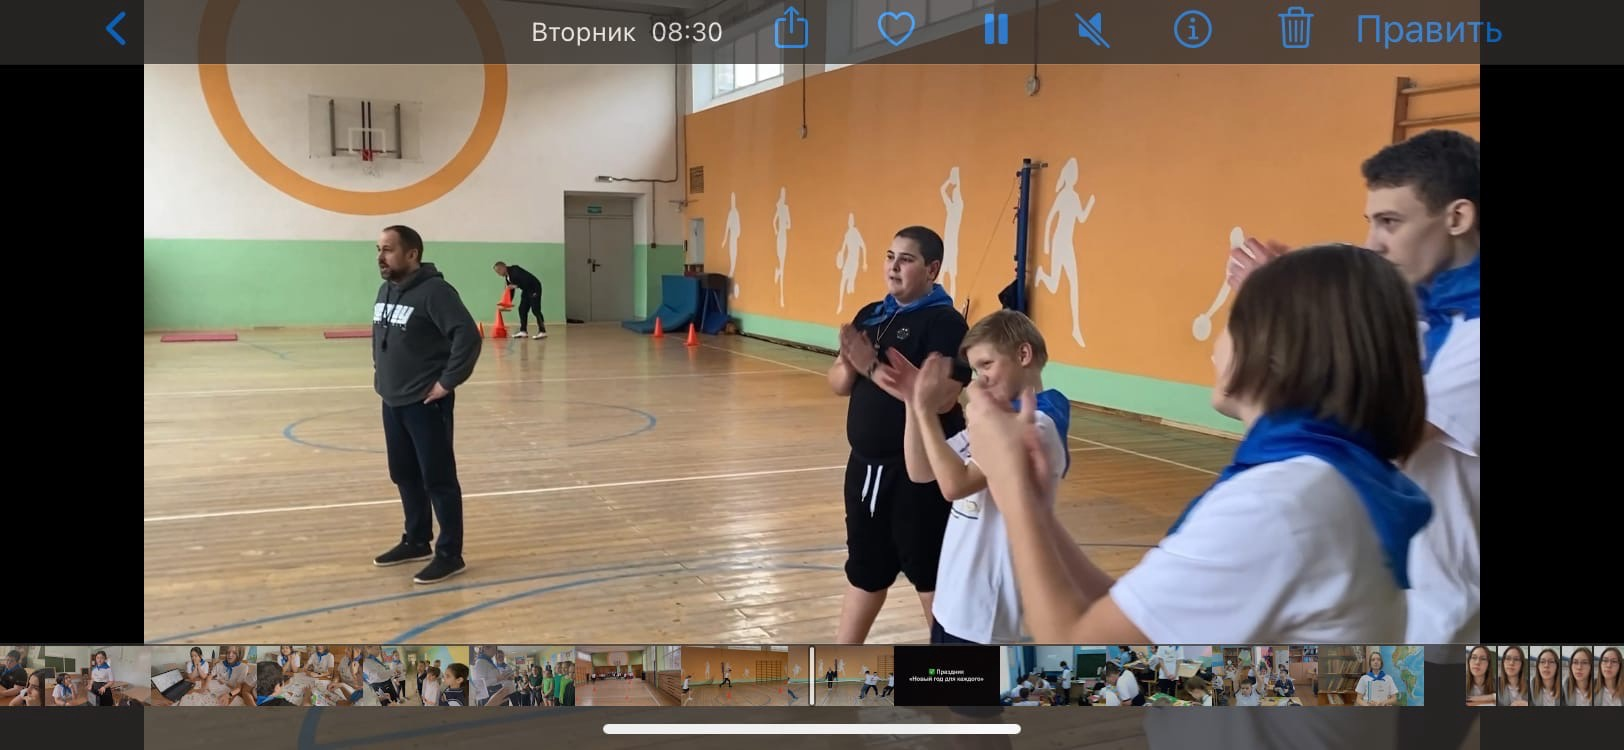 Вторник 08:30
Править
Праздник
«Новый год для каждого»